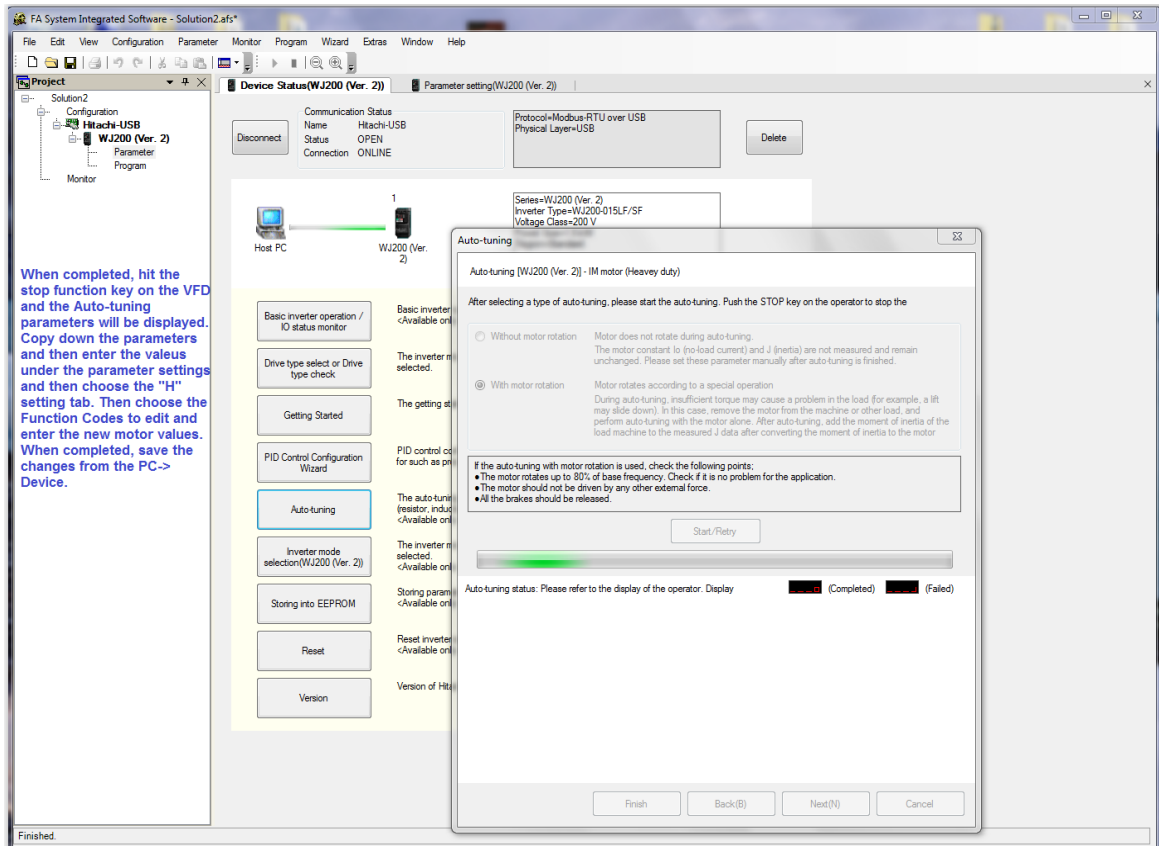 FA System Integrated Software - Solution2.afs*
File Edit View Configuration Parameter Monitor Program Wizard Extras Window Help
Project
Solution2
Configuration
Hitachi-USB
WJ200 (Ver. 2)
Parameter
Program
Monitor
When completed, hit the
stop function key on the VFD
and the Auto-tuning
parameters will be displayed.
Copy down the parameters
and then enter the valeus
under the parameter settings
and then choose the "H"
setting tab. Then choose the
Function Codes to edit and
enter the new motor values.
When completed, save the
changes from the PC->
Device.
Device Status(WJ200 (Ver. 2)) Parameter setting(WJ200 (Ver. 2))
Disconnect
Communication Status
Name Hitachi-USB
Status OPEN
Connection ONLINE
Protocol=Modbus-RTU over USB
Physical Layer=USB
Delete
1
Host PC
WJ200 (Ver.
2)
Series=WJ200 (Ver. 2)
Inverter Type=WJ200-015LF/SF
Voltage Class=200 V
Basic inverter operation /
IO status monitor
Basic inverter
<Available onl
Drive type select or Drive
type check
The inverter m
selected.
Getting Started
The getting st
PID Control Configuration
Wizard
PID control co
for such as pr
Auto-tuning
The auto-tunin
(resistor, induc
<Available onl
Inverter mode
selection(WJ200 (Ver. 2))
The inverter m
selected.
<Available onl
Storing into EEPROM
Storing param
<Available onl
Reset
Reset inverter
<Available onl
Version
Version of Hita
Auto-tuning
Auto-tuning [WJ200 (Ver. 2)] - IM motor (Heavey duty)
After selecting a type of auto-tuning, please start the auto-tuning. Push the STOP key on the operator to stop the
Without motor rotation Motor does not rotate during auto-tuning.
The motor constant Io (no-load current) and J (inertia) are not measured and remain
unchanged. Please set these parameter manually after auto-tuning is finished.
With motor rotation Motor rotates according to a special operation
During auto-tuning, insufficient torque may cause a problem in the load (for example, a lift
may slide down). In this case, remove the motor from the machine or other load, and
perform auto-tuning with the motor alone. After auto-tuning, add the moment of inertia of the
load machine to the measured J data after converting the moment of inertia to the motor
If the auto-tuning with motor rotation is used, check the following points;
●The motor rotates up to 80% of base frequency. Check if it is no problem for the application.
●The motor should not be driven by any other external force.
●All the brakes should be released.
Start/Retry
Auto-tuning status: Please refer to the display of the operator. Display (Completed) (Failed)
Finish Back(B) Next(N) Cancel
Finished.